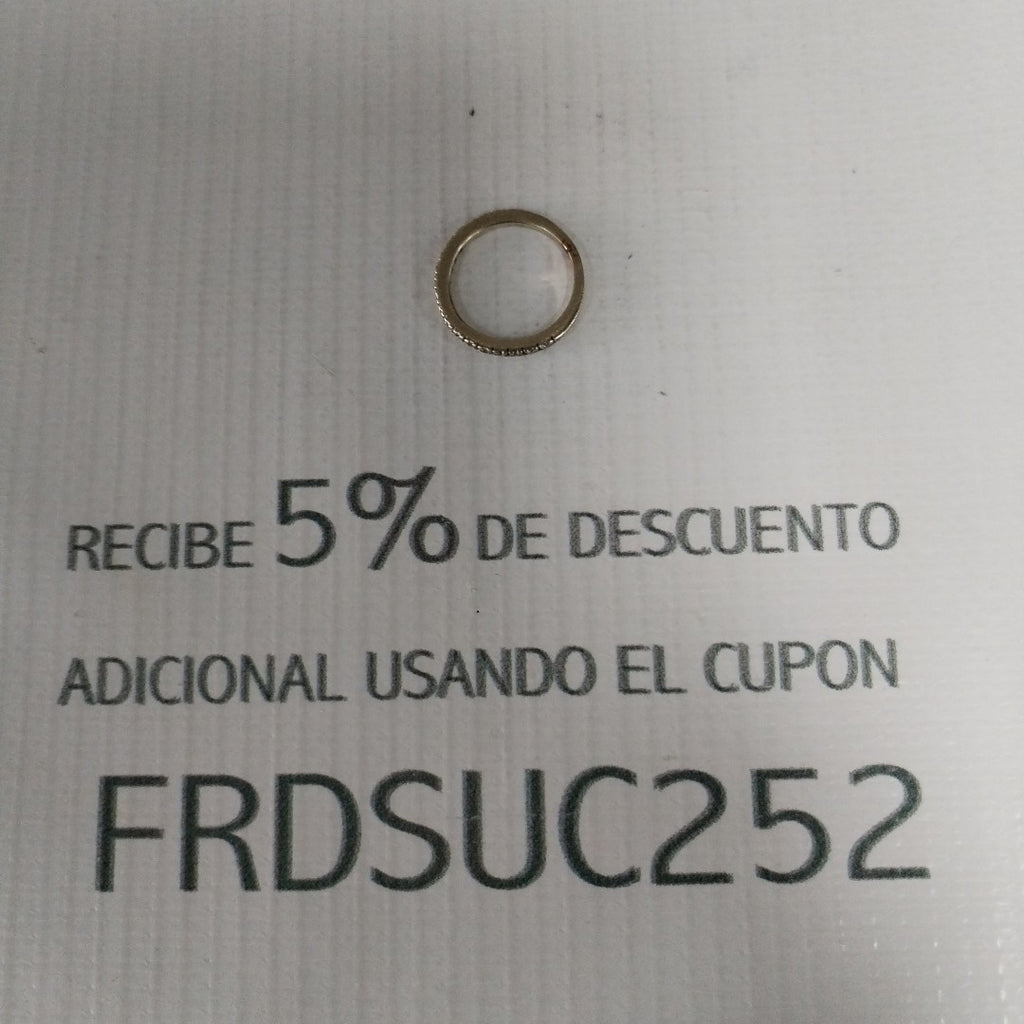 RECIBE 5% DE DESCUENTO
ADICIONAL USANDO EL CUPON
FRDSUC252